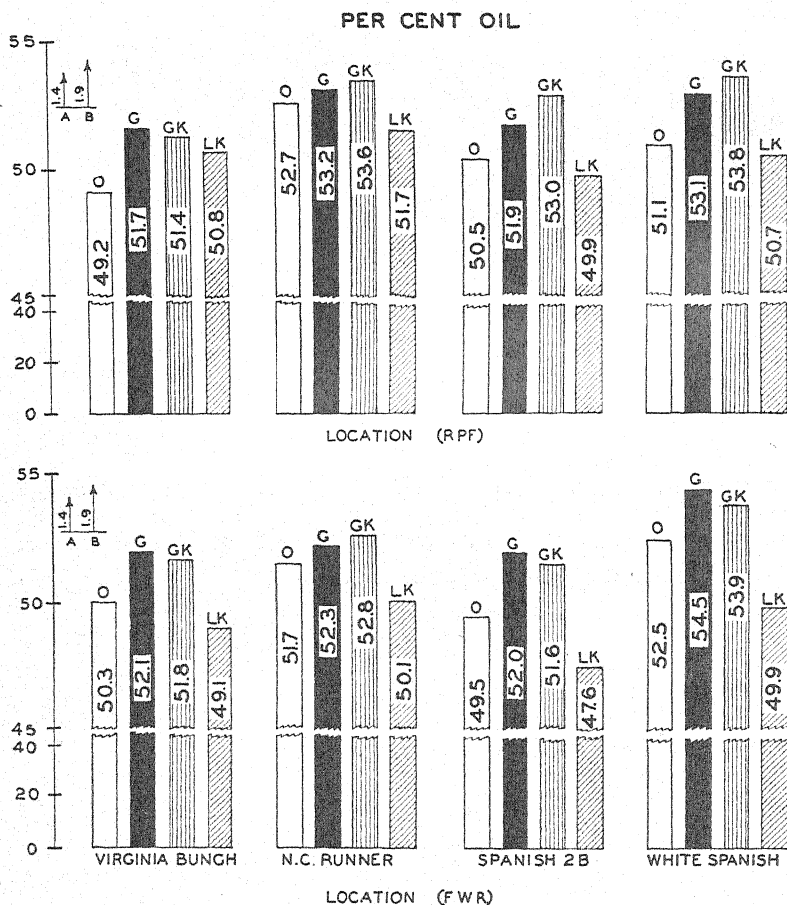 PER CENT OIL
55
50
45
40
20
0
1.4 1.9
A B
O G GK LK
49.2 51.7 51.4 50.8
O G GK LK
52.7 53.2 53.6 51.7
O G GK LK
50.5 51.9 53.0 49.9
O G GK LK
51.1 53.1 53.8 50.7
LOCATION (RPF)
55
50
45
40
20
0
1.4 1.9
A B
O G GK LK
50.3 52.1 51.8 49.1
O G GK LK
51.7 52.3 52.8 50.1
O G GK LK
49.5 52.0 51.6 47.6
O G GK LK
52.5 54.5 53.9 49.9
VIRGINIA BUNGH N.C. RUNNER SPANISH 2B WHITE SPANISH
LOCATION (FWR)